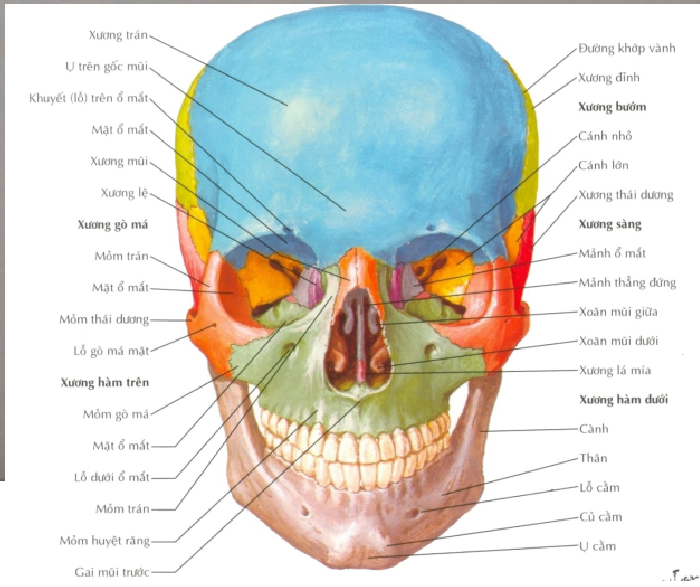 Xương trán
Ụ trên gốc mũi
Khuyết (lỗ) trên ổ mắt
Mặt ổ mắt
Xương mũi
Xương lệ
Xương gò má
Mỏm trán
Mặt ổ mắt
Mỏm thái dương
Lỗ gò má mặt
Xương hàm trên
Mỏm gò má
Mặt ổ mắt
Lỗ dưới ổ mắt
Mỏm trán
Mỏm huyệt răng
Gai mũi trước
Đường khớp vành
Xương đỉnh
Xương bướm
Cánh nhỏ
Cánh lớn
Xương thái dương
Xương sàng
Mảnh ổ mắt
Mảnh thẳng đứng
Xoăn mũi giữa
Xoăn mũi dưới
Xương lá mía
Xương hàm dưới
Cành
Thân
Lỗ cằm
Củ cằm
Ụ cằm